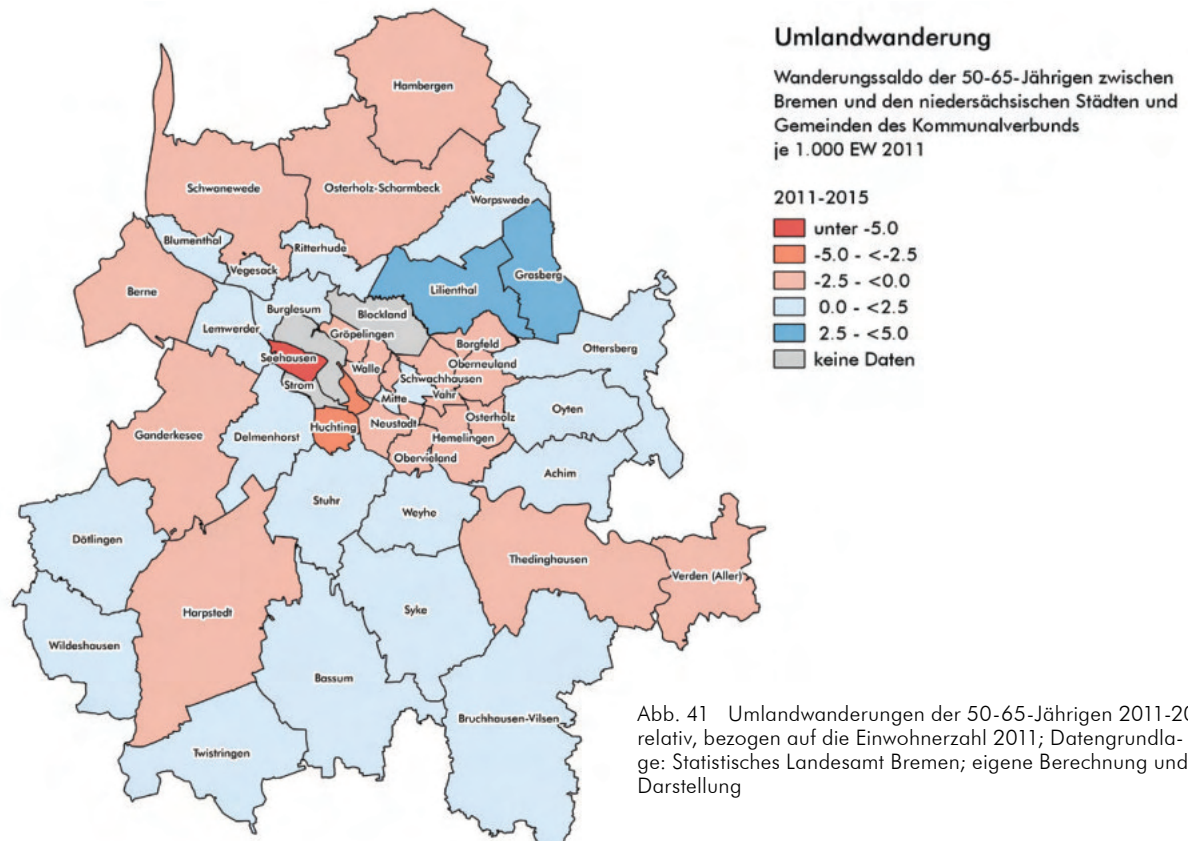 Umlandwanderung
Wanderungssaldo der 50-65-Jährigen zwischen
Bremen und den niedersächsischen Städten und
Gemeinden des Kommunalverbunds
je 1.000 EW 2011
2011-2015
unter -5.0
-5.0 - <-2.5
-2.5 - <0.0
0.0 - <2.5
2.5 - <5.0
keine Daten
Hambergen
Schwanewede
Osterholz-Scharmbeck
Worpswede
Blumenthal
Ritterhude
Vegesack
Grasberg
Berne
Lilienthal
Burglesum
Blockland
Lemwerder
Gröpelingen
Borgfeld
Ottersberg
Seehausen
Oberneuland
Walle
Schwachhausen
Strom
Vahr
Mitte
Oyten
Osterholz
Huchting
Neustadt
Ganderkesee
Delmenhorst
Hemelingen
Obervieland
Achim
Stuhr
Weyhe
Dötlingen
Thedinghausen
Verden (Aller)
Harpstedt
Syke
Wildeshausen
Bassum
Bruchhausen-Vilsen
Twistringen
Abb. 41 Umlandwanderungen der 50-65-Jährigen 2011-20
relativ, bezogen auf die Einwohnerzahl 2011; Datengrundla-
ge: Statistisches Landesamt Bremen; eigene Berechnung und
Darstellung